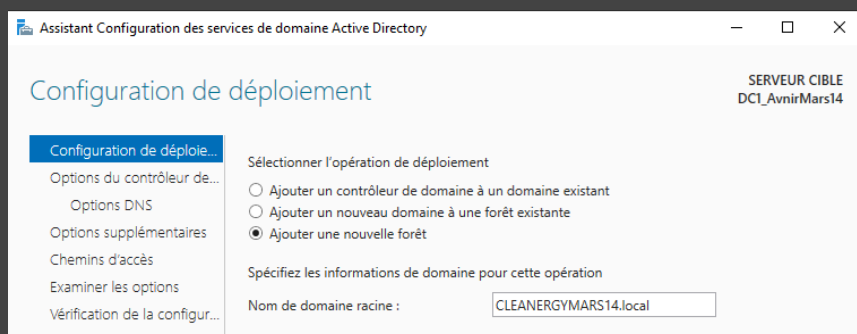 Assistant Configuration des services de domaine Active Directory
Configuration de déploiement
SERVEUR CIBLE
DC1_AvnirMars14
Configuration de déploie...
Options du contrôleur de...
Options DNS
Options supplémentaires
Chemins d'accès
Examiner les options
Vérification de la configur...
Sélectionner l'opération de déploiement
Ajouter un contrôleur de domaine à un domaine existant
Ajouter un nouveau domaine à une forêt existante
Ajouter une nouvelle forêt
Spécifiez les informations de domaine pour cette opération
Nom de domaine racine : CLEANERGYMARS14.local